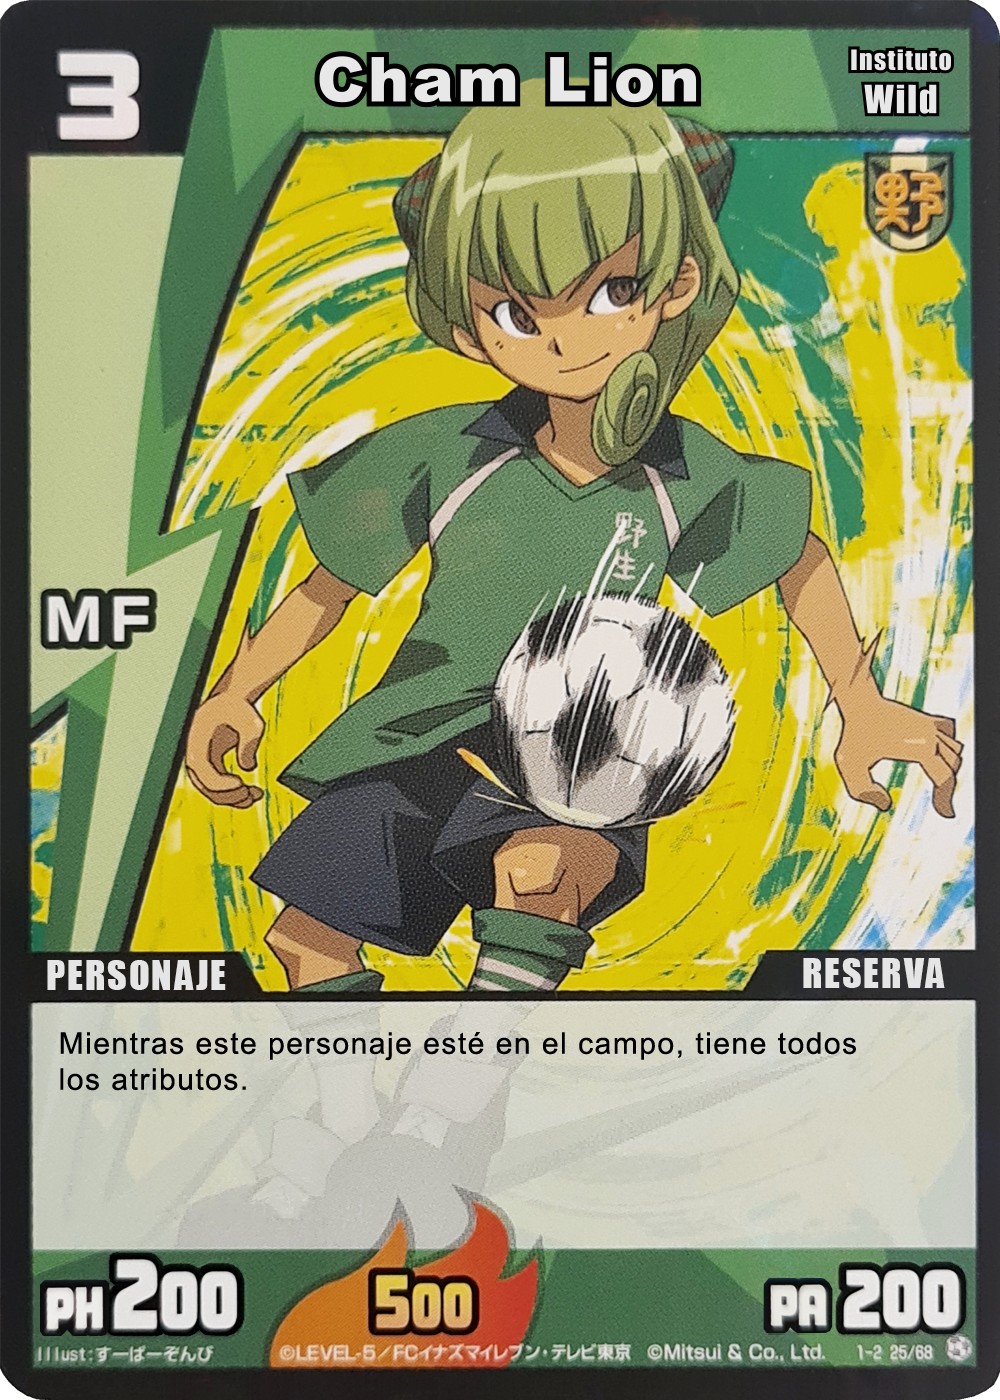 3
Cham Lion
Instituto
Wild
野
野
生
MF
PERSONAJE
RESERVA
Mientras este personaje esté en el campo, tiene todos
los atributos.
PH 200
500
PA 200
Illust:すーぱーぞんび
©LEVEL-5／FCイナズマイレブン・テレビ東京 ©Mitsui & Co., Ltd. 1-2 25/68